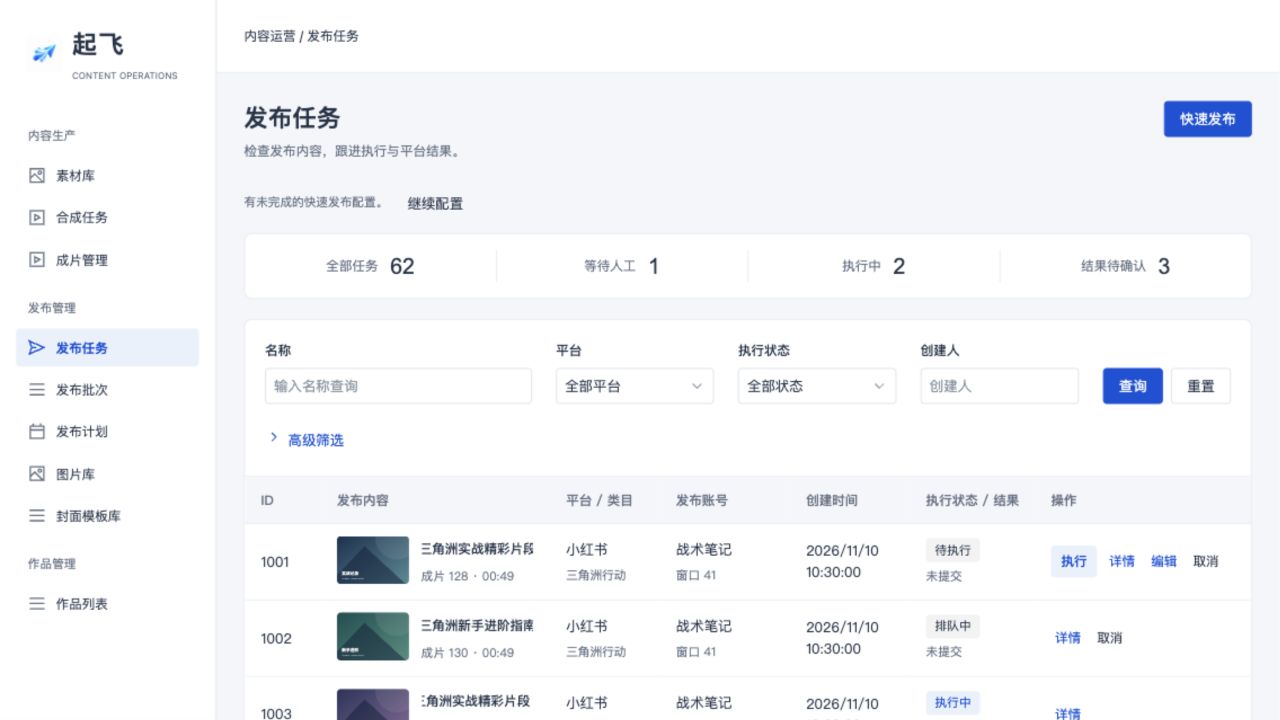 起飞
CONTENT OPERATIONS
内容生产
素材库
合成任务
成片管理
发布管理
发布任务
发布批次
发布计划
图片库
封面模板库
作品管理
作品列表
内容运营 / 发布任务
发布任务
快速发布
检查发布内容，跟进执行与平台结果。
有未完成的快速发布配置。 继续配置
全部任务 62 等待人工 1 执行中 2 结果待确认 3
名称 平台 执行状态 创建人
输入名称查询 全部平台 全部状态 创建人 查询 重置
高级筛选
ID 发布内容 平台 / 类目 发布账号 创建时间 执行状态 / 结果 操作
1001 三角洲实战精彩片段 小红书 战术笔记 2026/11/10 待执行 执行 详情 编辑 取消
成片 128 · 00:49 三角洲行动 窗口 41 10:30:00 未提交
1002 三角洲新手进阶指南 小红书 战术笔记 2026/11/10 排队中 详情 取消
成片 130 · 00:49 三角洲行动 窗口 41 10:30:00 未提交
1003 三角洲实战精彩片段 小红书 战术笔记 2026/11/10 执行中 详情